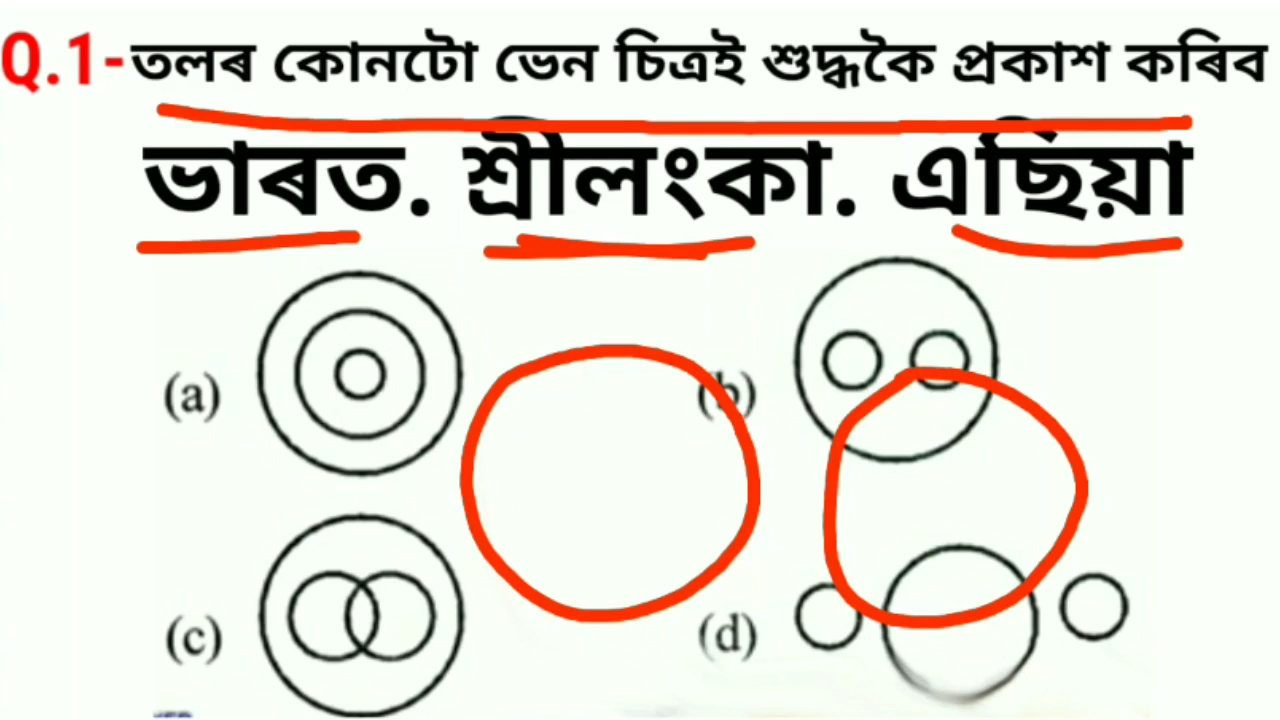 Q.1-তলৰ কোনটো ভেন চিত্ৰই শুদ্ধকৈ প্ৰকাশ কৰিব
ভাৰত. শ্ৰীলংকা. এছিয়া
(a) (b)
(c) (d)